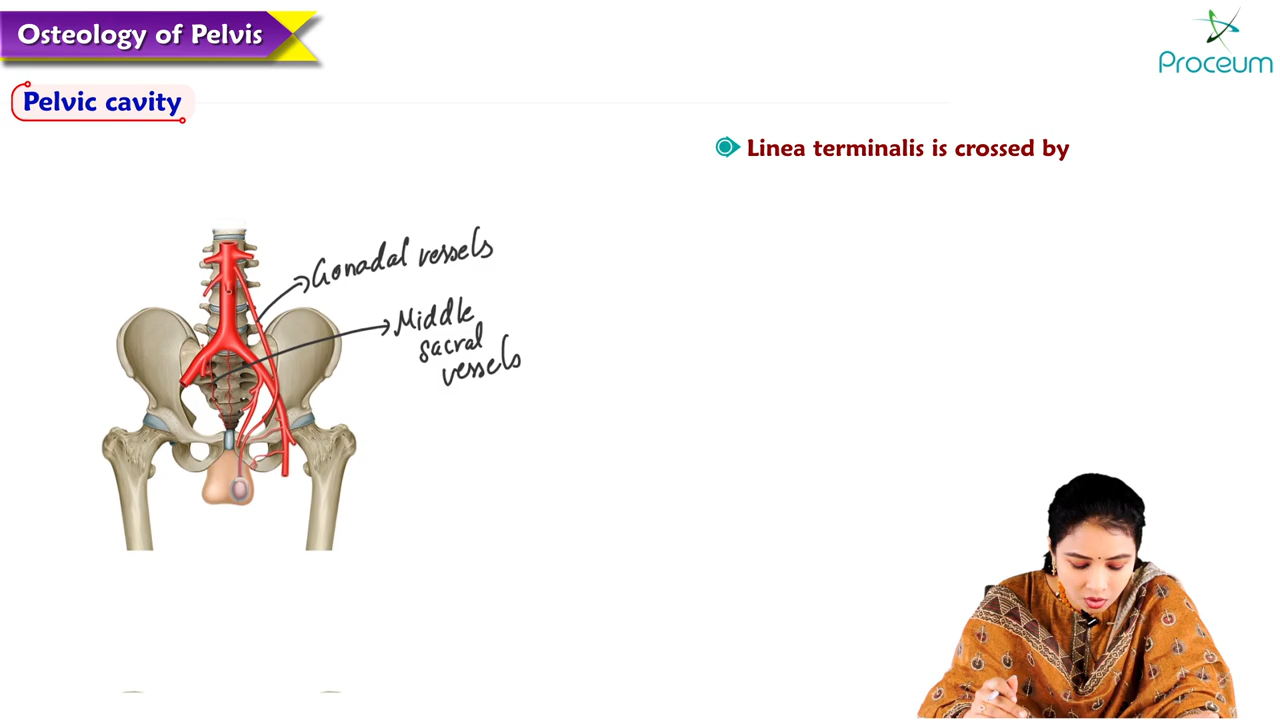 Osteology of Pelvis
Proceum
Pelvic cavity
Linea terminalis is crossed by
Gonadal vessels
Middle
sacral
vessels